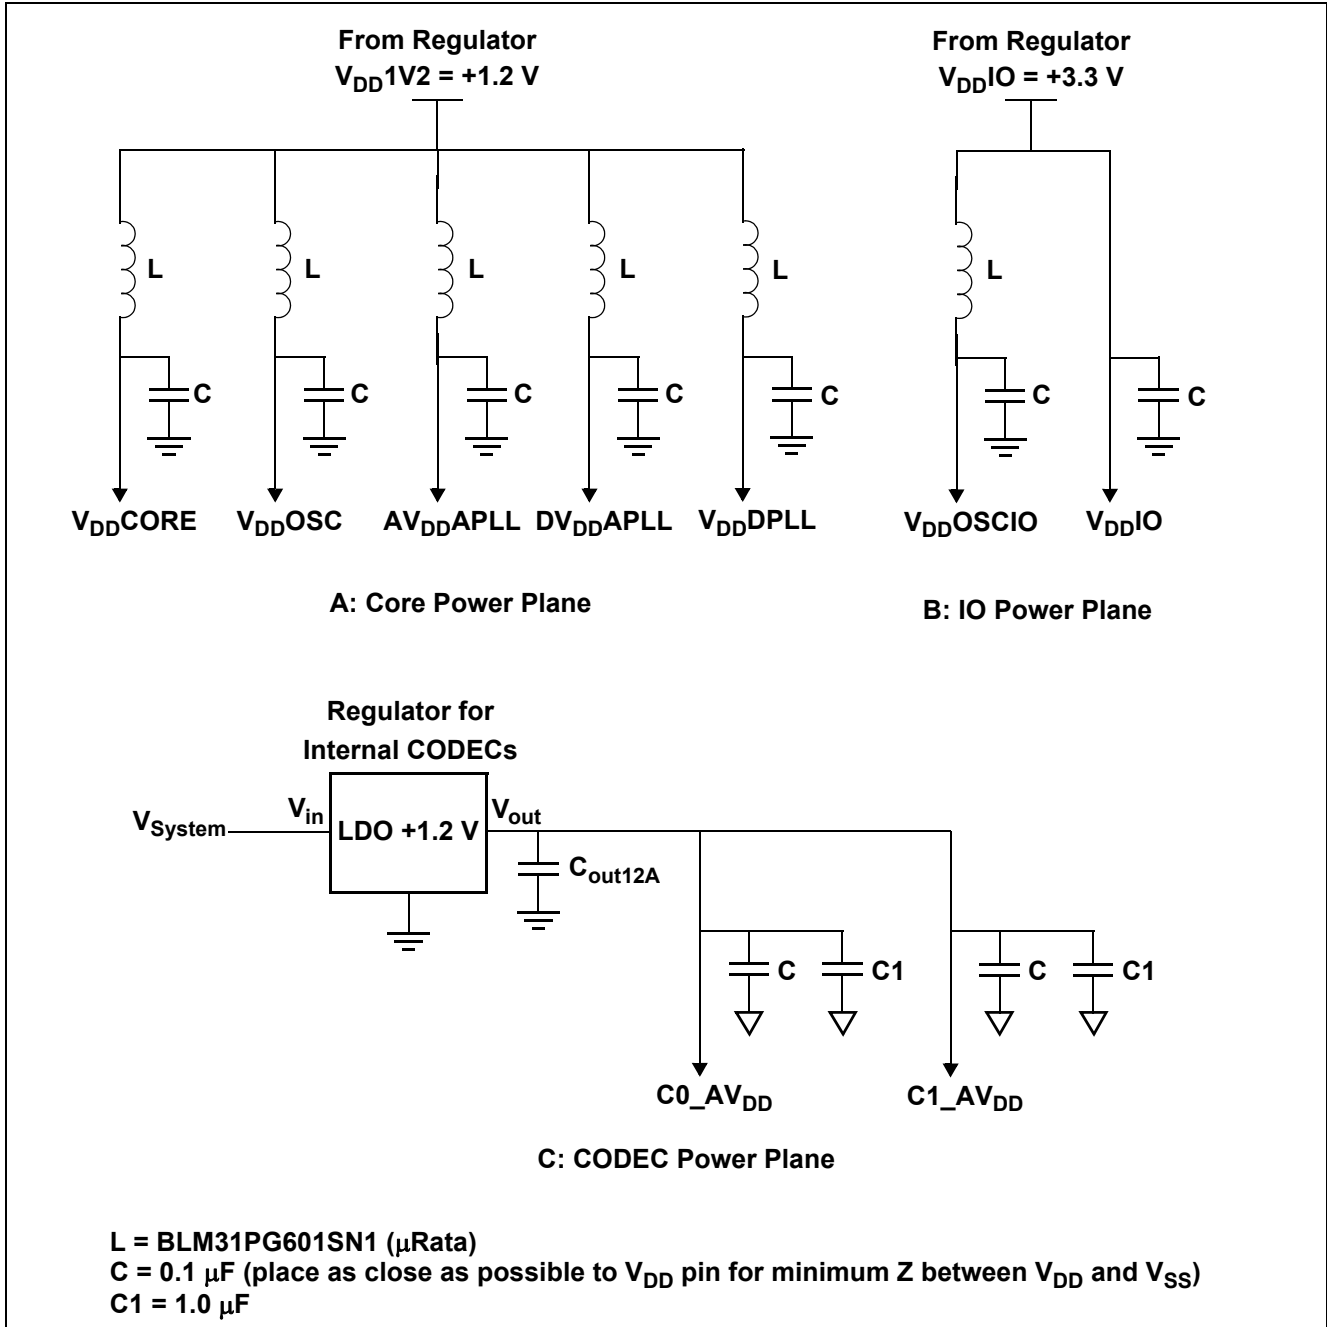 From Regulator
VDD1V2 = +1.2 V
From Regulator
VDDIO = +3.3 V
L
L
L
L
L
L
C
C
C
C
C
C
C
VDDCORE
VDDOSC
AVDDAPLL
DVDDAPLL
VDDDPLL
VDDOSCIO
VDDIO
A: Core Power Plane
B: IO Power Plane
Regulator for
Internal CODECs
VSystem
Vin
LDO +1.2 V
Vout
Cout12A
C
C1
C
C1
C0_AVDD
C1_AVDD
C: CODEC Power Plane
L = BLM31PG601SN1 (μRata)
C = 0.1 μF (place as close as possible to VDD pin for minimum Z between VDD and VSS)
C1 = 1.0 μF